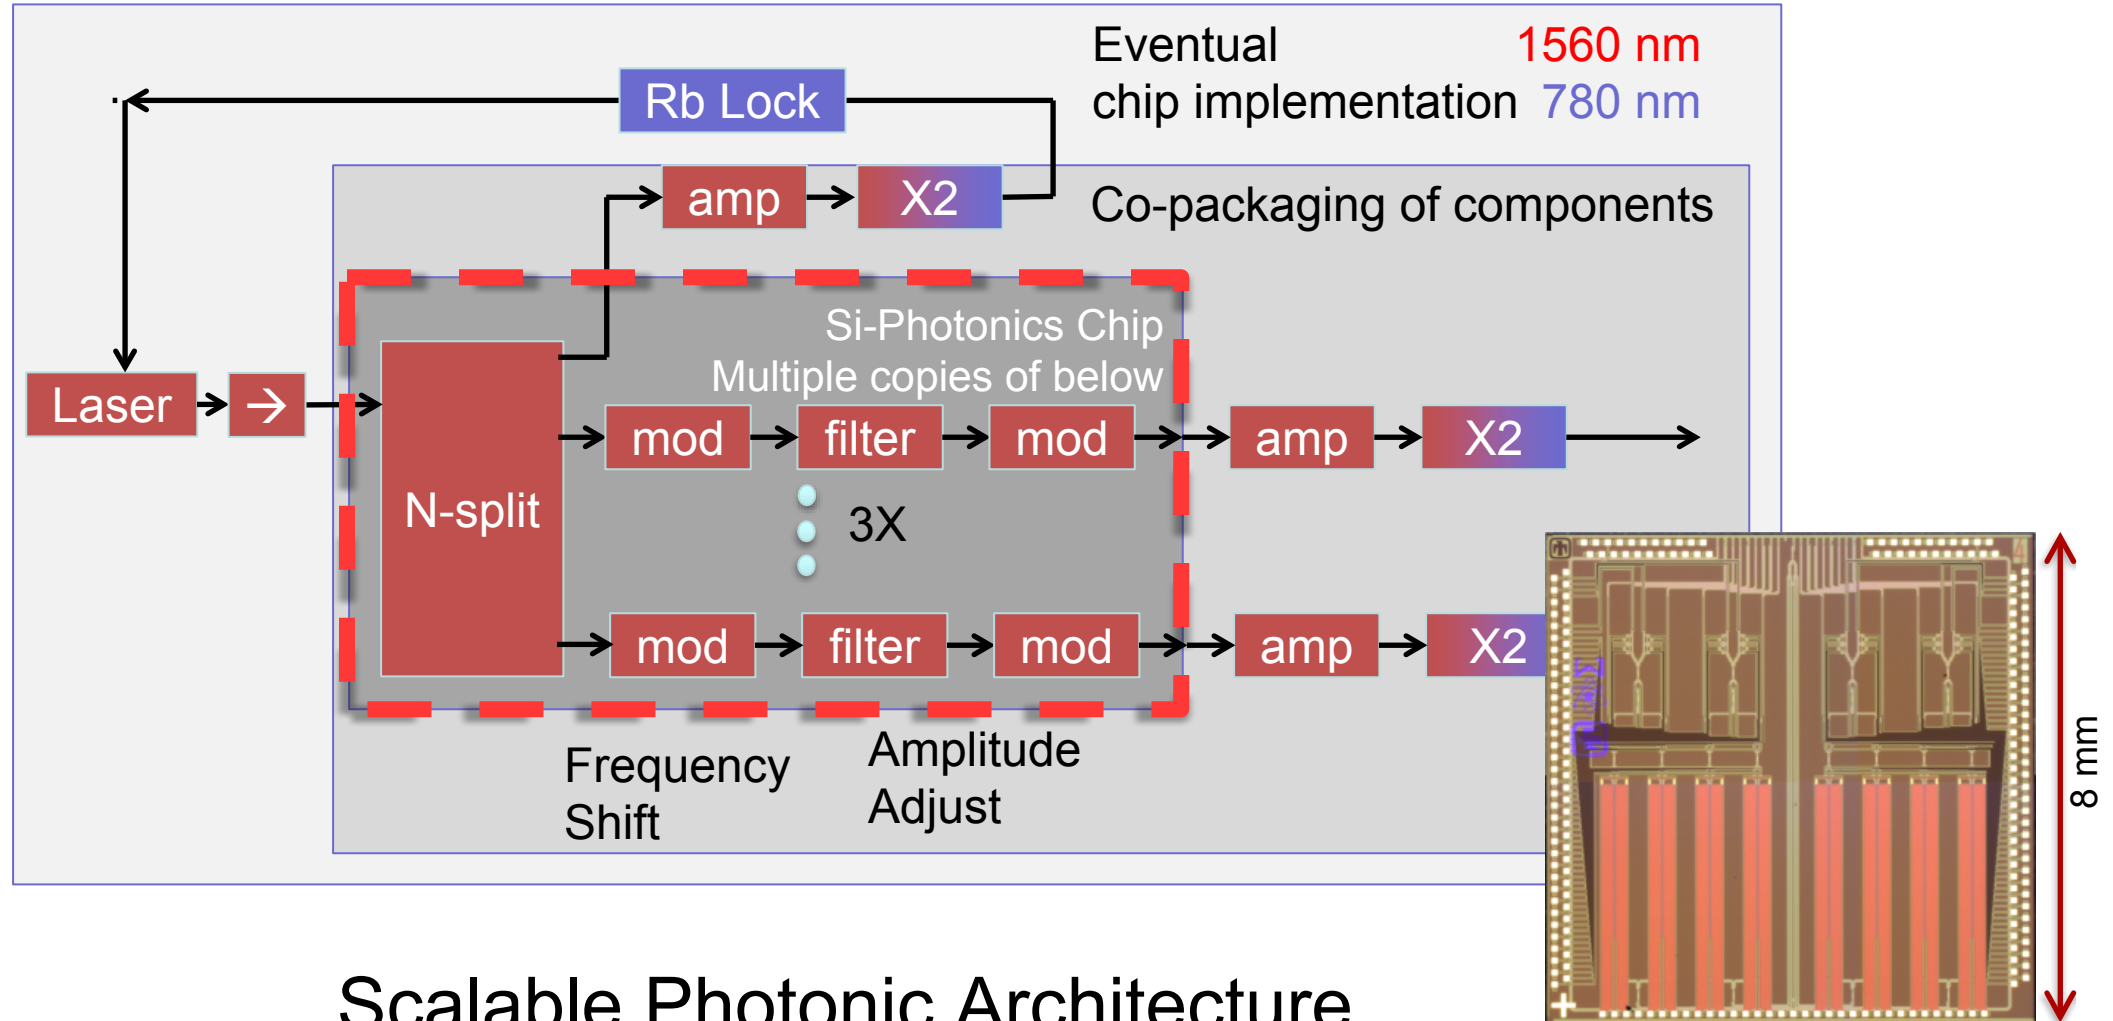 Eventual 1560 nm
chip implementation 780 nm
Rb Lock
amp
X2
Co-packaging of components
Si-Photonics Chip
Multiple copies of below
Laser
→
N-split
mod
filter
mod
amp
X2
3X
mod
filter
mod
amp
X2
Frequency
Shift
Amplitude
Adjust
8 mm
Scalable Photonic Architecture